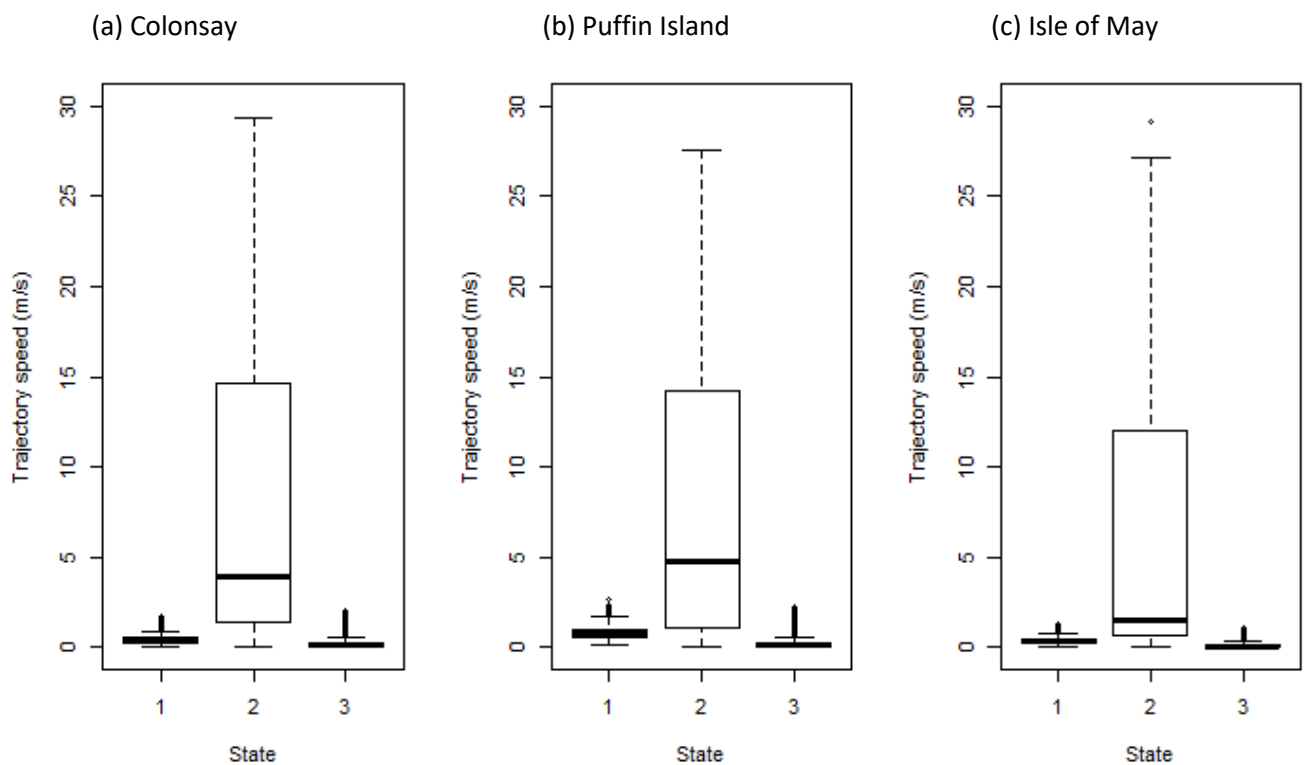 (a) Colonsay
(b) Puffin Island
(c) Isle of May
Trajectory speed (m/s)
30
25
20
15
10
5
0
1 2 3
State
Trajectory speed (m/s)
30
25
20
15
10
5
0
1 2 3
State
Trajectory speed (m/s)
30
25
20
15
10
5
0
1 2 3
State